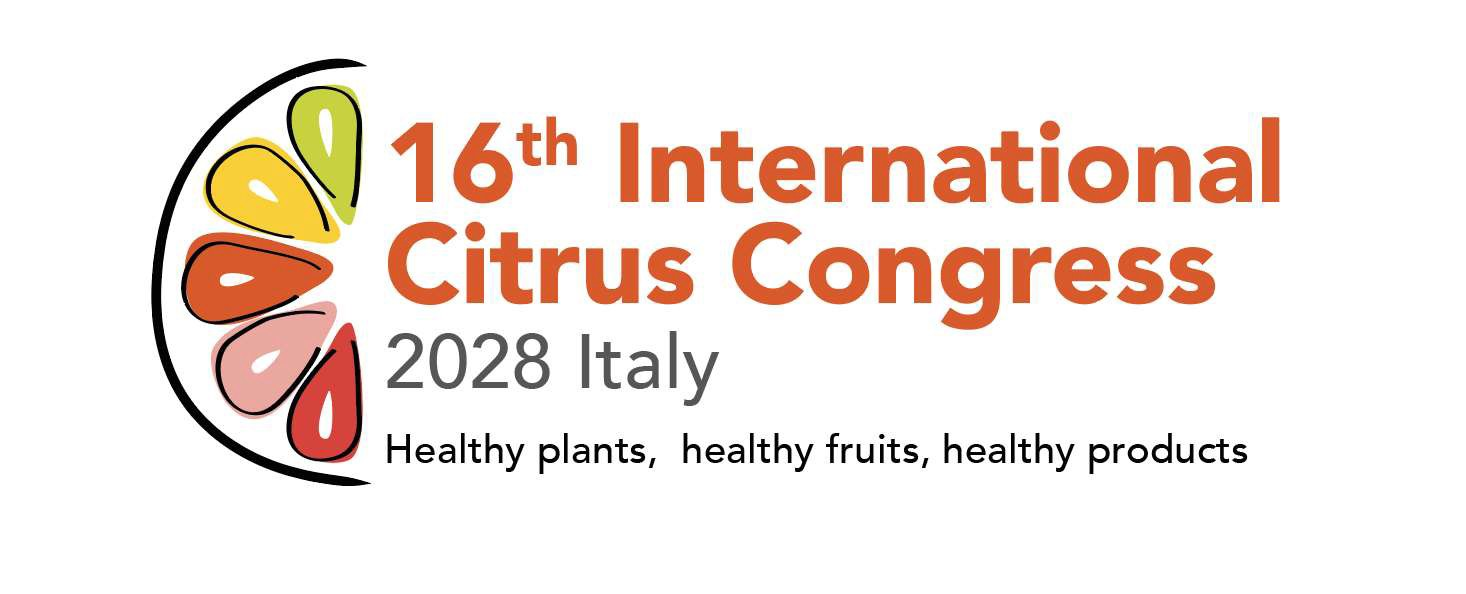 16th International
Citrus Congress
2028 Italy
Healthy plants,  healthy fruits, healthy products